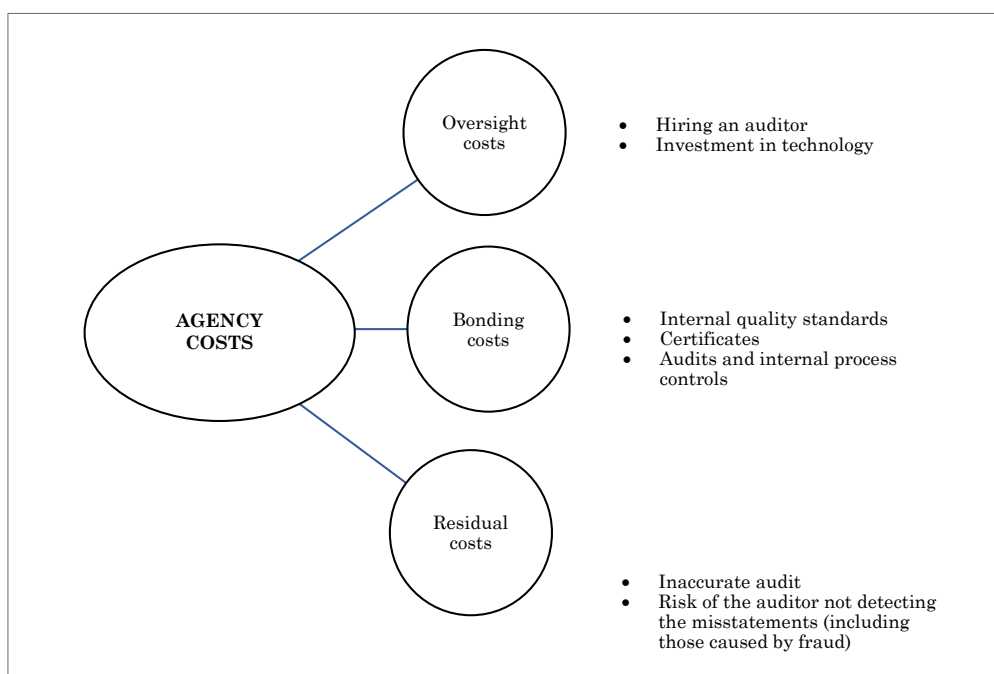 Oversight
costs
• Hiring an auditor
• Investment in technology
AGENCY
COSTS
Bonding
costs
• Internal quality standards
• Certificates
• Audits and internal process
controls
Residual
costs
• Inaccurate audit
• Risk of the auditor not detecting
the misstatements (including
those caused by fraud)